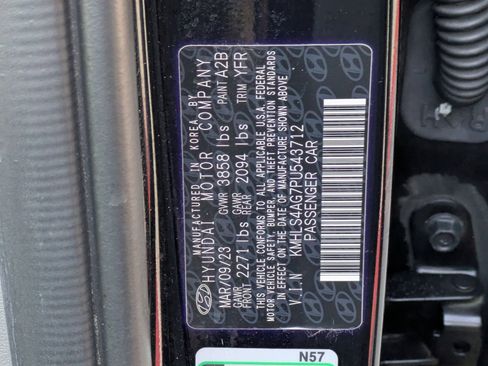 MANUFACTURED IN KOREA BY
HYUNDAI MOTOR COMPANY
MAR/09/23 GVWR 3858 lbs PAINT A2B
GAWR FRONT 2271 lbs GAWR REAR 2094 lbs TRIM YFR
THIS VEHICLE CONFORMS TO ALL APPLICABLE U.S.A. FEDERAL
MOTOR VEHICLE SAFETY, BUMPER, AND THEFT PREVENTION STANDARDS
IN EFFECT ON THE DATE OF MANUFACTURE SHOWN ABOVE.
V.I.N KMHLS4AG7PU543712
PASSENGER CAR
N57